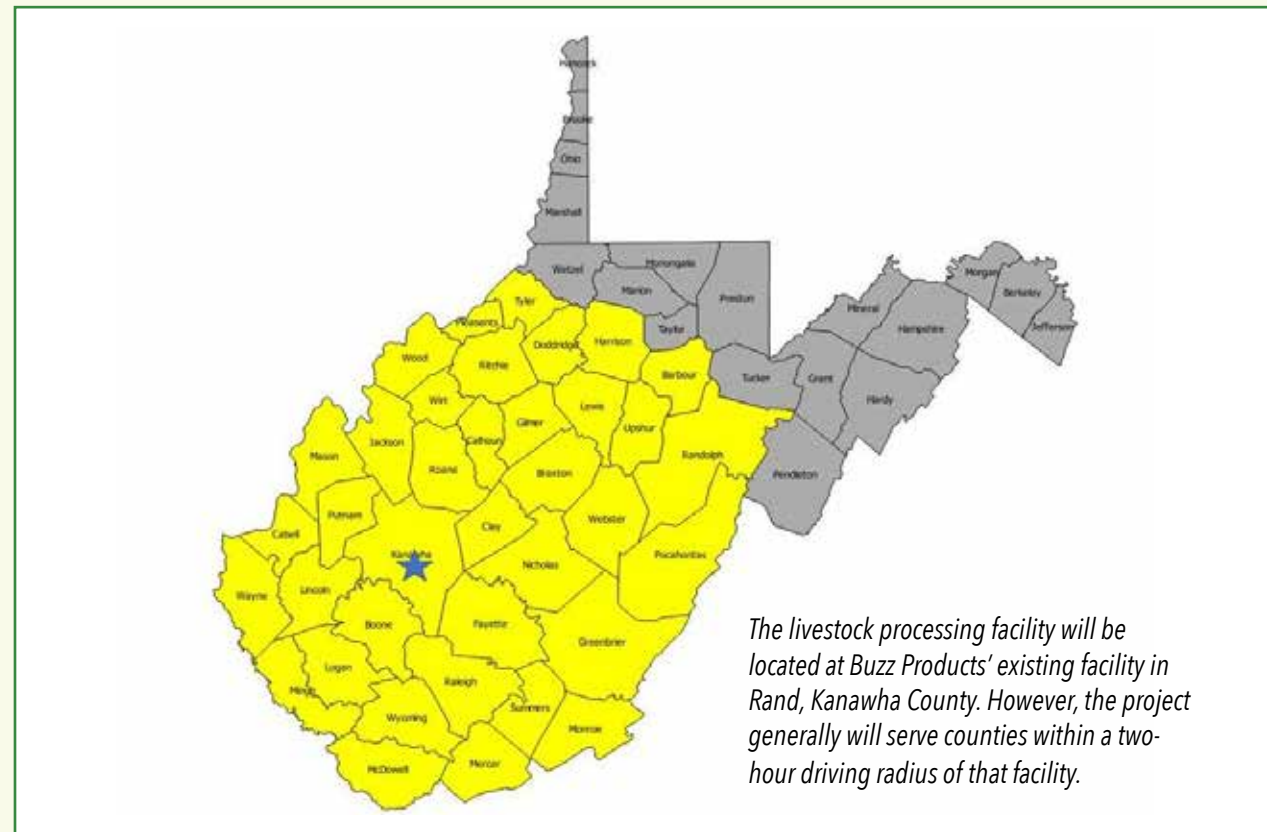 Hancock
Brooke
Ohio
Marshall
Wetzel
Monongalia
Marion
Preston
Taylor
Morgan
Berkeley
Jefferson
Mineral
Hampshire
Tyler
Pleasants
Doddridge
Harrison
Wood
Ritchie
Barbour
Tucker
Grant
Hardy
Wirt
Lewis
Gilmer
Upshur
Calhoun
Jackson
Roane
Randolph
Mason
Braxton
Pendleton
Putnam
Clay
Webster
Cabell
Kanawha
Pocahontas
Nicholas
Wayne
Lincoln
Boone
Fayette
Greenbrier
Logan
Raleigh
Mingo
Summers
Wyoming
Monroe
McDowell
Mercer
The livestock processing facility will be
located at Buzz Products' existing facility in
Rand, Kanawha County. However, the project
generally will serve counties within a two-
hour driving radius of that facility.